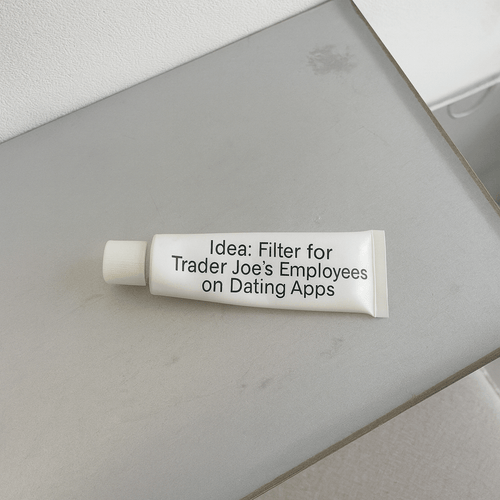 Idea: Filter for
Trader Joe's Employees
on Dating Apps